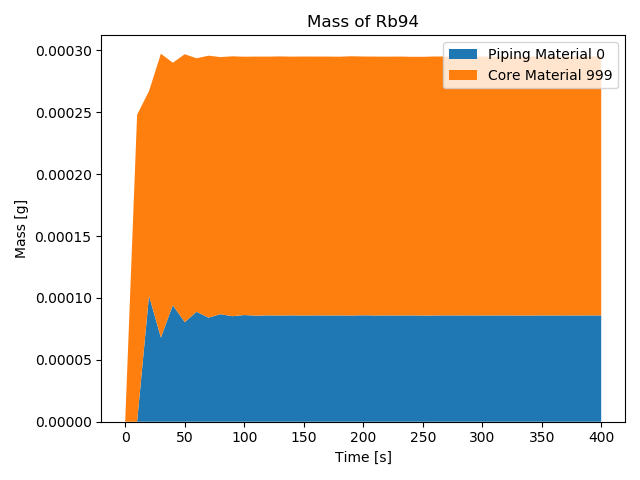 Mass of Rb94
Piping Material 0
Core Material 999
0.00030
0.00025
0.00020
0.00015
0.00010
0.00005
0.00000
Mass [g]
0 50 100 150 200 250 300 350 400
Time [s]